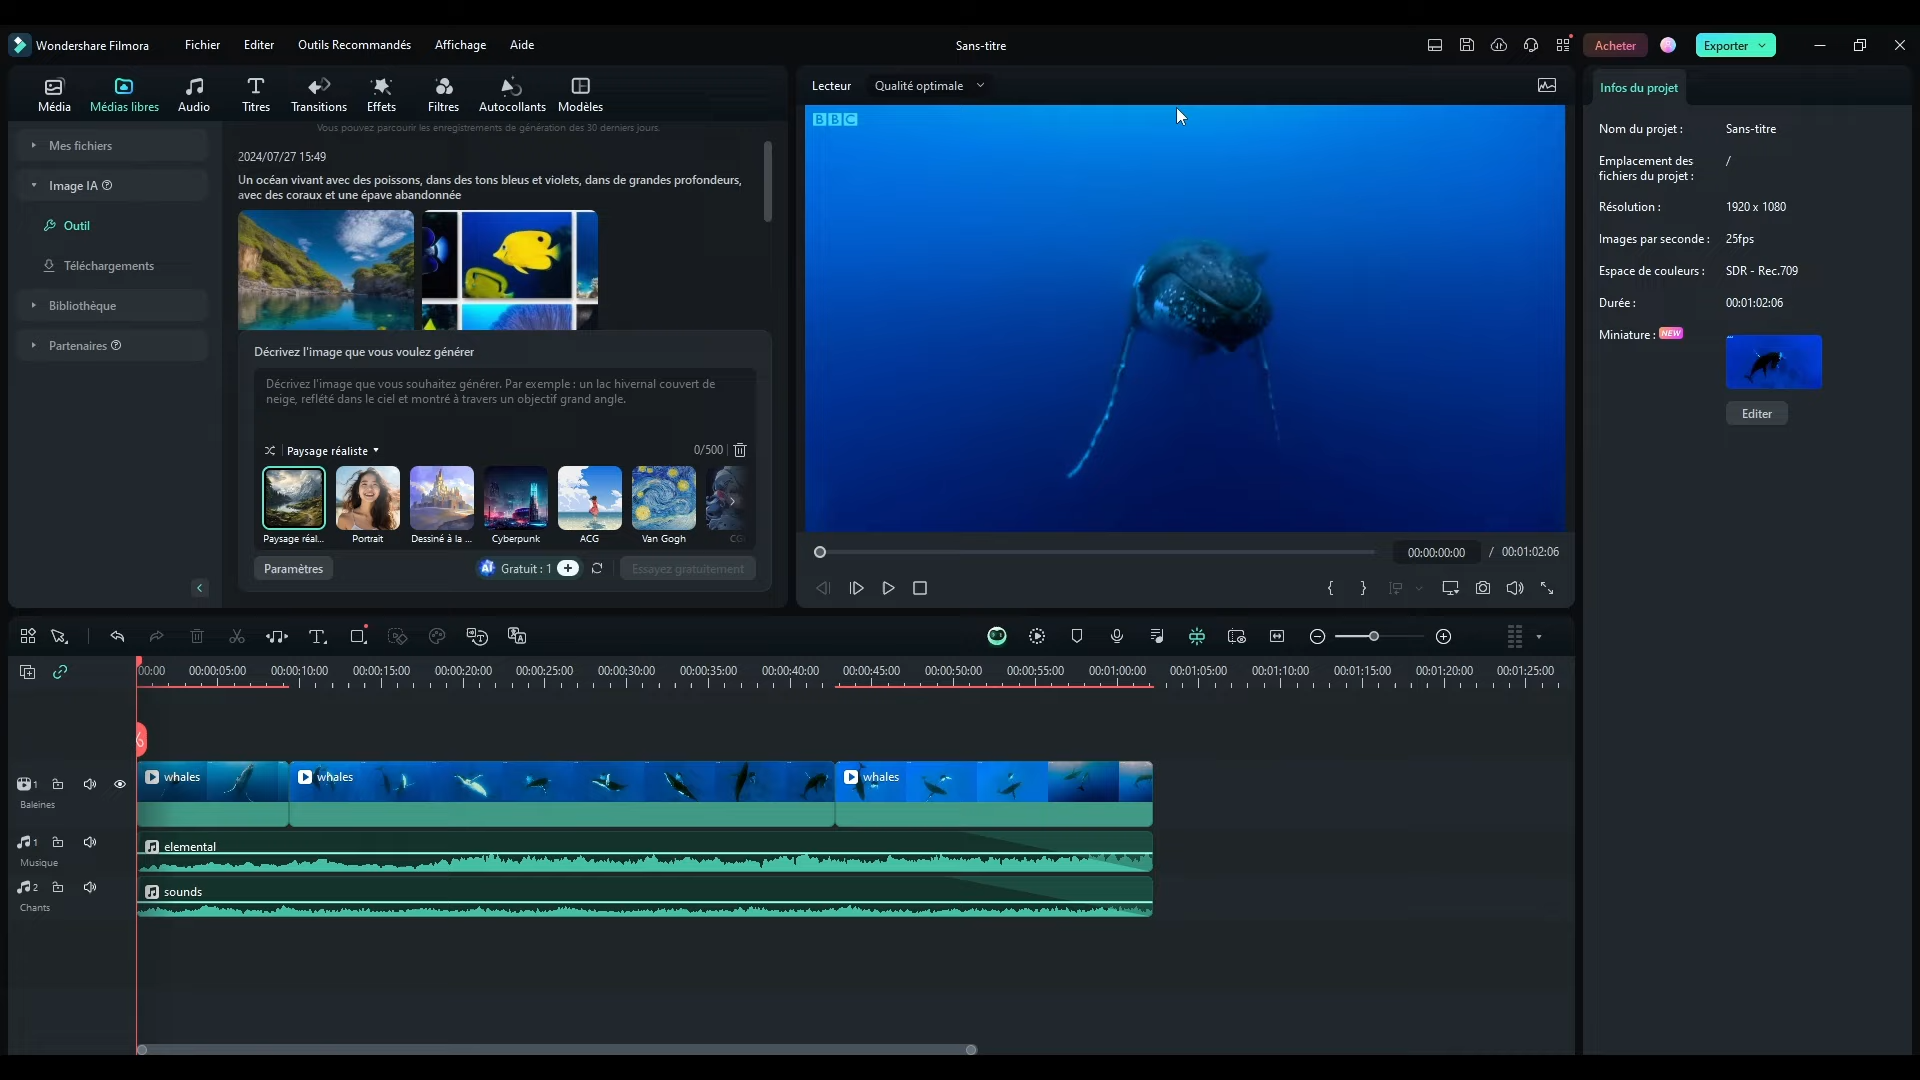 Wondershare Filmora
Fichier
Editer
Outils Recommandés
Affichage
Aide
Sans-titre
Acheter
Exporter
Média
Médias libres
Audio
Titres
Transitions
Effets
Filtres
Autocollants
Modèles
Mes fichiers
Image IA
Outil
Téléchargements
Bibliothèque
Partenaires
Vous pouvez parcourir les enregistrements de génération des 30 derniers jours.
2024/07/27 15:49
Un océan vivant avec des poissons, dans des tons bleus et violets, dans de grandes profondeurs,
avec des coraux et une épave abandonnée
Décrivez l'image que vous voulez générer
Décrivez l'image que vous souhaitez générer. Par exemple : un lac hivernal couvert de
neige, reflété dans le ciel et montré à travers un objectif grand angle.
Paysage réaliste
0/500
Paysage réal...
Portrait
Dessiné à la ...
Cyberpunk
ACG
Van Gogh
CG
Paramètres
AI
Gratuit : 1
Essayez gratuitement
Lecteur
Qualité optimale
BBC
00:00:00:00 / 00:01:02:06
Infos du projet
Nom du projet : Sans-titre
Emplacement des /
fichiers du projet :
Résolution : 1920 x 1080
Images par seconde : 25fps
Espace de couleurs : SDR - Rec.709
Durée : 00:01:02:06
Miniature : NEW
Editer
00:00 00:00:05:00 00:00:10:00 00:00:15:00 00:00:20:00 00:00:25:00 00:00:30:00 00:00:35:00 00:00:40:00 00:00:45:00 00:00:50:00 00:00:55:00 00:01:00:00 00:01:05:00 00:01:10:00 00:01:15:00 00:01:20:00 00:01:25:00
1
whales
whales
whales
Baleines
1
elemental
Musique
2
sounds
Chants